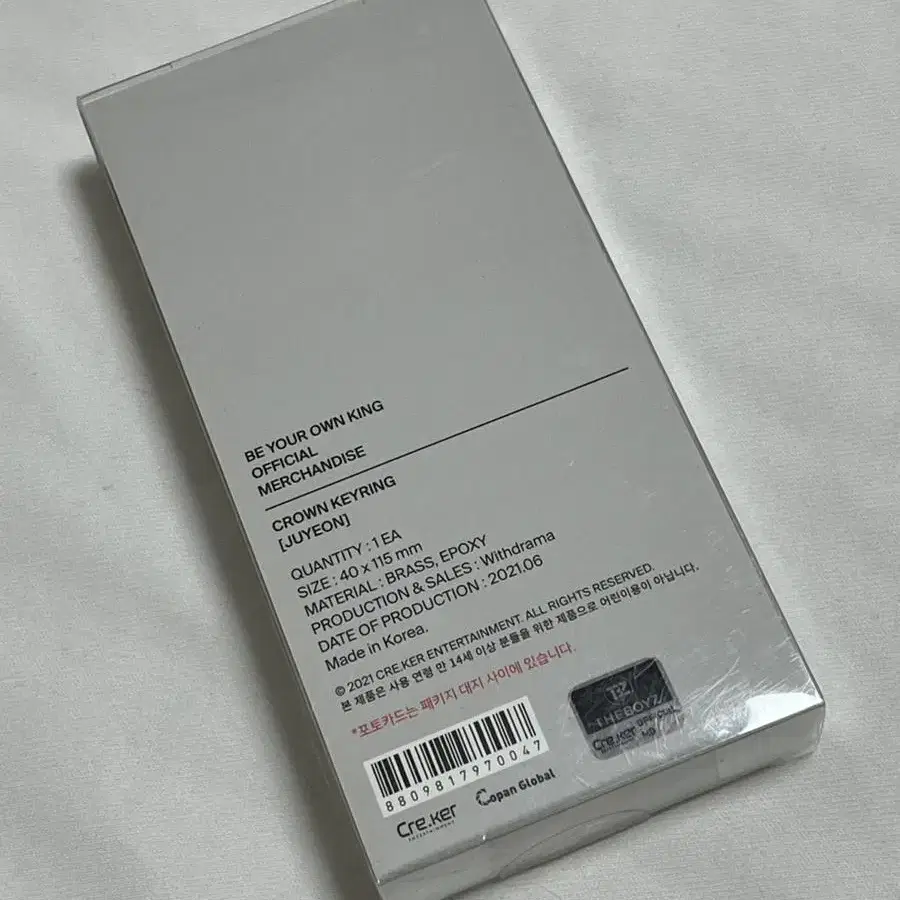 BE YOUR OWN KING
OFFICIAL
MERCHANDISE
CROWN KEYRING
[JUYEON]
QUANTITY : 1 EA
SIZE : 40 x 115 mm
MATERIAL : BRASS, EPOXY
PRODUCTION & SALES : Withdrama
DATE OF PRODUCTION : 2021.06
Made in Korea.
© 2021 CRE.KER ENTERTAINMENT. ALL RIGHTS RESERVED.
본 제품은 사용 연령 만 14세 이상 분들을 위한 제품으로 어린이용이 아닙니다.
*포토카드는 패키지 대지 사이에 있습니다.
8809817970047
Cre.ker
ENTERTAINMENT
Copan Global
THEBOYZ
Cre.ker OFFICIAL
MD